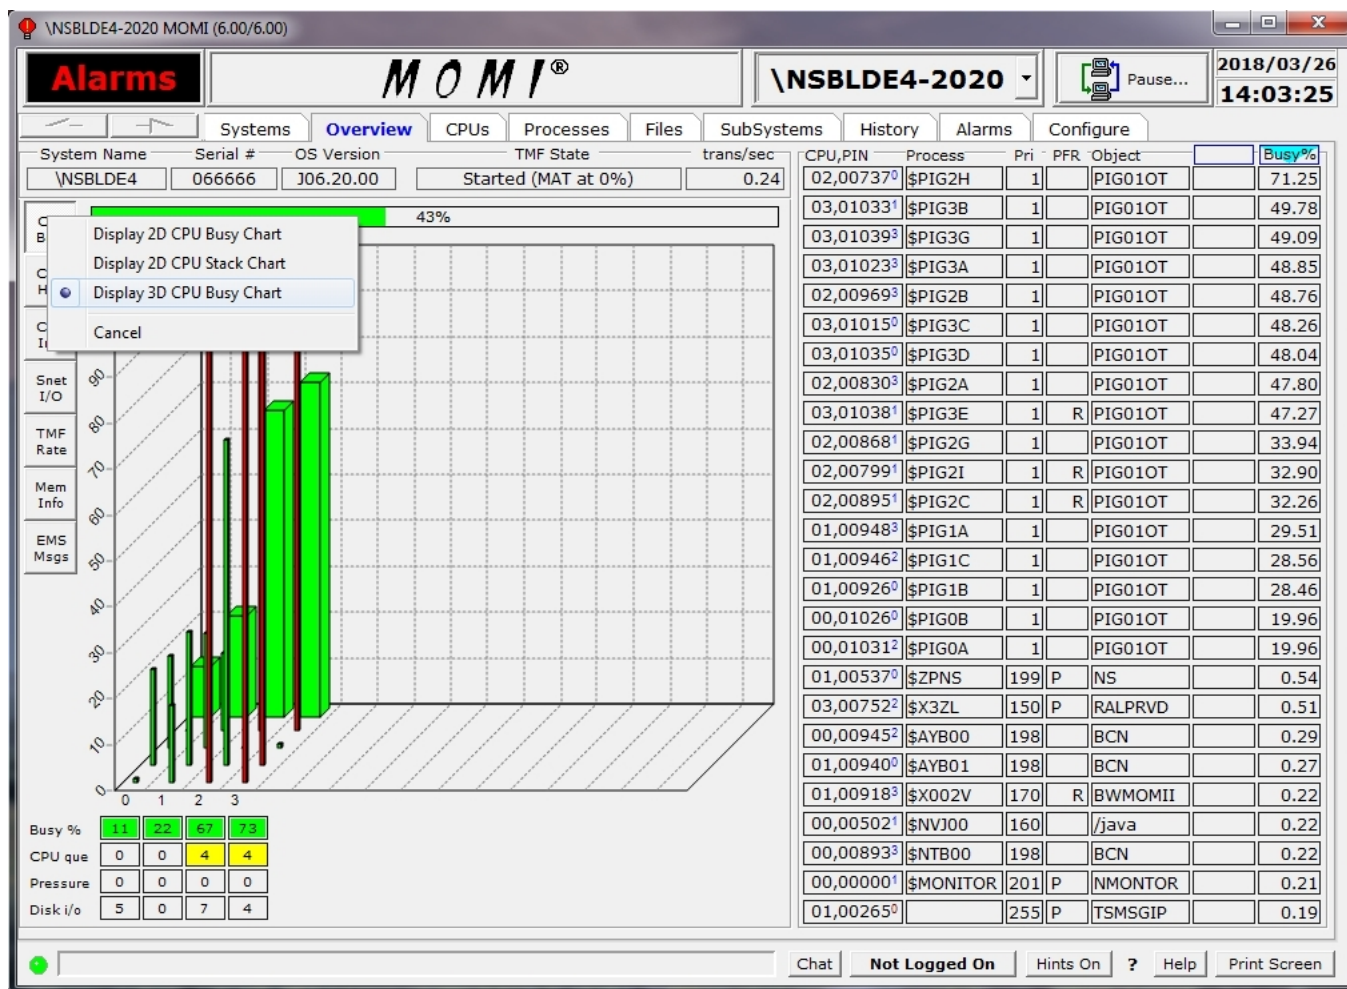 \NSBLDE4-2020 MOMI (6.00/6.00)
Alarms
MOMI®
\NSBLDE4-2020
Pause...
2018/03/26
14:03:25
Systems Overview CPUs Processes Files SubSystems History Alarms Configure
System Name Serial # OS Version TMF State trans/sec
\NSBLDE4 066666 J06.20.00 Started (MAT at 0%) 0.24
43%
Display 2D CPU Busy Chart
Display 2D CPU Stack Chart
Display 3D CPU Busy Chart
Cancel
Snet
I/O
TMF
Rate
Mem
Info
EMS
Msgs
90
80
70
60
50
40
30
20
10
0
0 1 2 3
Busy % 11 22 67 73
CPU que 0 0 4 4
Pressure 0 0 0 0
Disk i/o 5 0 7 4
CPU,PIN Process Pri PFR Object Busy%
02,00737⁰ $PIG2H 1 PIG01OT 71.25
03,01033¹ $PIG3B 1 PIG01OT 49.78
03,01039³ $PIG3G 1 PIG01OT 49.09
03,01023³ $PIG3A 1 PIG01OT 48.85
02,00969³ $PIG2B 1 PIG01OT 48.76
03,01015⁰ $PIG3C 1 PIG01OT 48.26
03,01035⁰ $PIG3D 1 PIG01OT 48.04
02,00830³ $PIG2A 1 PIG01OT 47.80
03,01038¹ $PIG3E 1 R PIG01OT 47.27
02,00868¹ $PIG2G 1 PIG01OT 33.94
02,00799¹ $PIG2I 1 R PIG01OT 32.90
02,00895¹ $PIG2C 1 R PIG01OT 32.26
01,00948³ $PIG1A 1 PIG01OT 29.51
01,00946² $PIG1C 1 PIG01OT 28.56
01,00926⁰ $PIG1B 1 PIG01OT 28.46
00,01026⁰ $PIG0B 1 PIG01OT 19.96
00,01031² $PIG0A 1 PIG01OT 19.96
01,00537⁰ $ZPNS 199 P NS 0.54
03,00752² $X3ZL 150 P RALPRVD 0.51
00,00945² $AYB00 198 BCN 0.29
01,00940⁰ $AYB01 198 BCN 0.27
01,00918³ $X002V 170 R BWMOMII 0.22
00,00502¹ $NVJ00 160 /java 0.22
00,00893³ $NTB00 198 BCN 0.22
00,00000¹ $MONITOR 201 P NMONTOR 0.21
01,00265⁰ 255 P TSMSGIP 0.19
Chat Not Logged On Hints On ? Help Print Screen